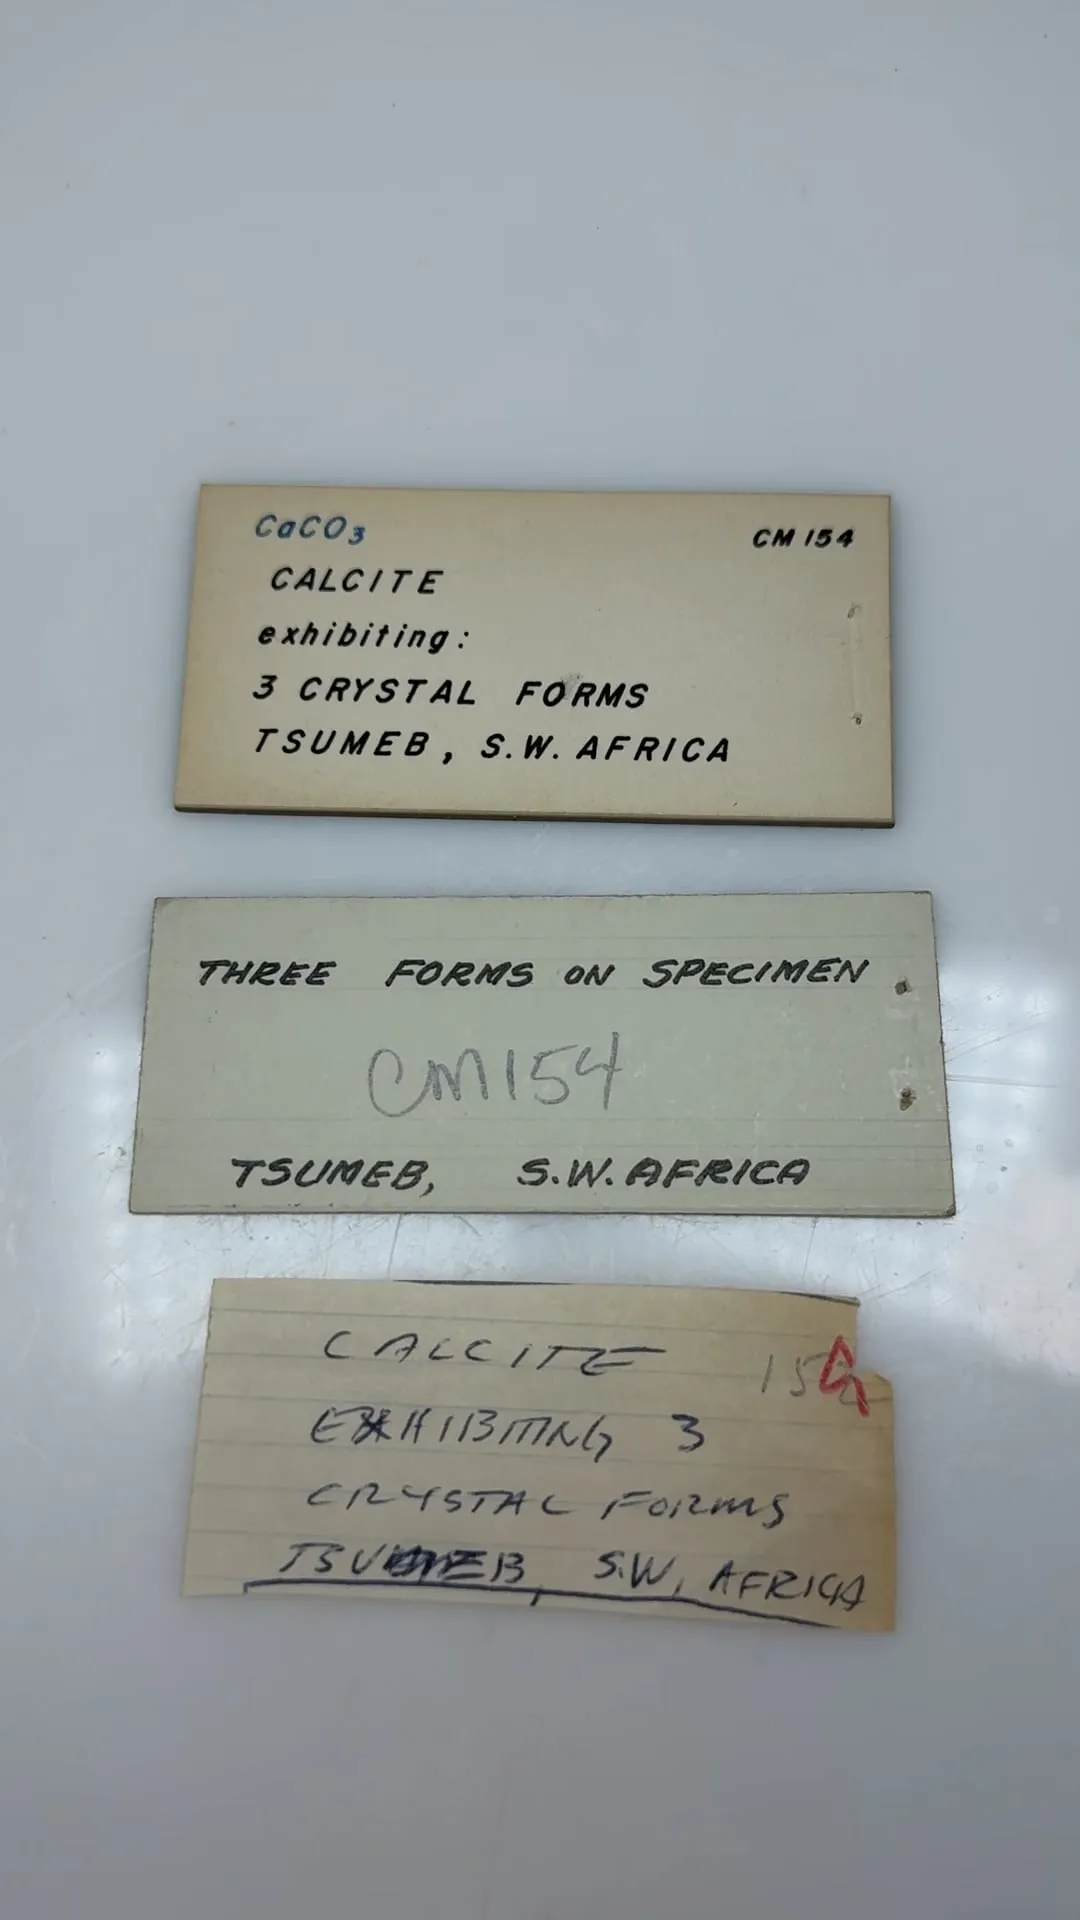 CaCO3 CM 154
CALCITE
exhibiting:
3 CRYSTAL FORMS
TSUMEB, S.W. AFRICA
THREE FORMS ON SPECIMEN
CM154
TSUMEB, S.W. AFRICA
CALCITE 154
EXHIBITING 3
CRYSTAL FORMS
TSUMEB, S.W, AFRICA